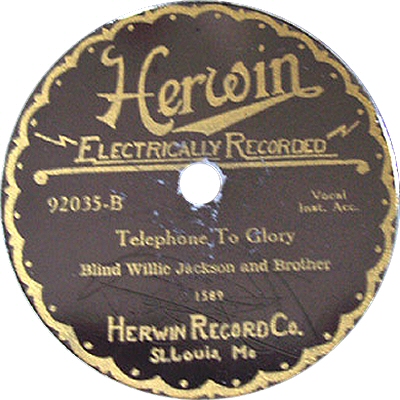 Herwin
ELECTRICALLY RECORDED
92035-B
Vocal
Inst. Acc.
Telephone To Glory
Blind Willie Jackson and Brother
1589
HERWIN RECORD CO.
St. Louis, Mo